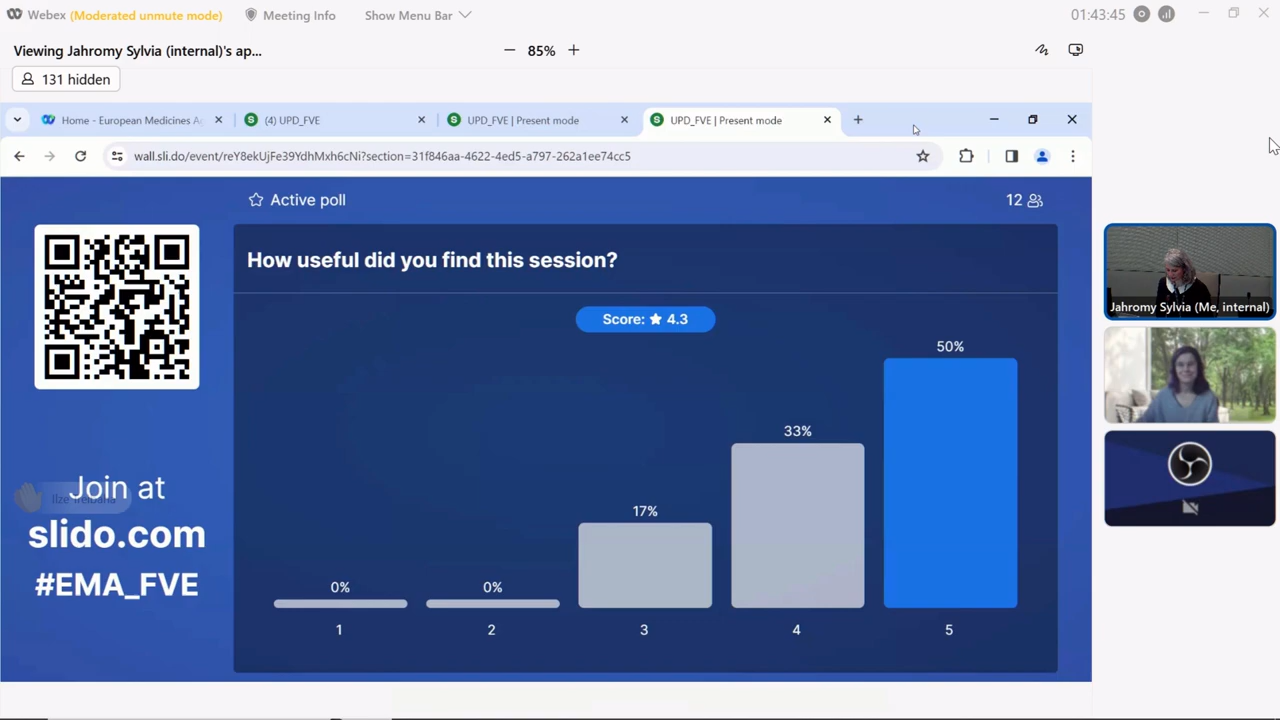 Webex (Moderated unmute mode) Meeting Info Show Menu Bar 01:43:45
Viewing Jahromy Sylvia (internal)'s ap... 85%
131 hidden
Home - European Medicines A (4) UPD_FVE UPD_FVE | Present mode UPD_FVE | Present mode
wall.sli.do/event/reY8ekUjFe39YdhMxh6cNi?section=31f846aa-4622-4ed5-a797-262a1ee74cc5
Active poll 12
How useful did you find this session?
Score: 4.3
0% 0% 17% 33% 50%
1 2 3 4 5
Join at
slido.com
#EMA_FVE
Jahromy Sylvia (Me, internal)